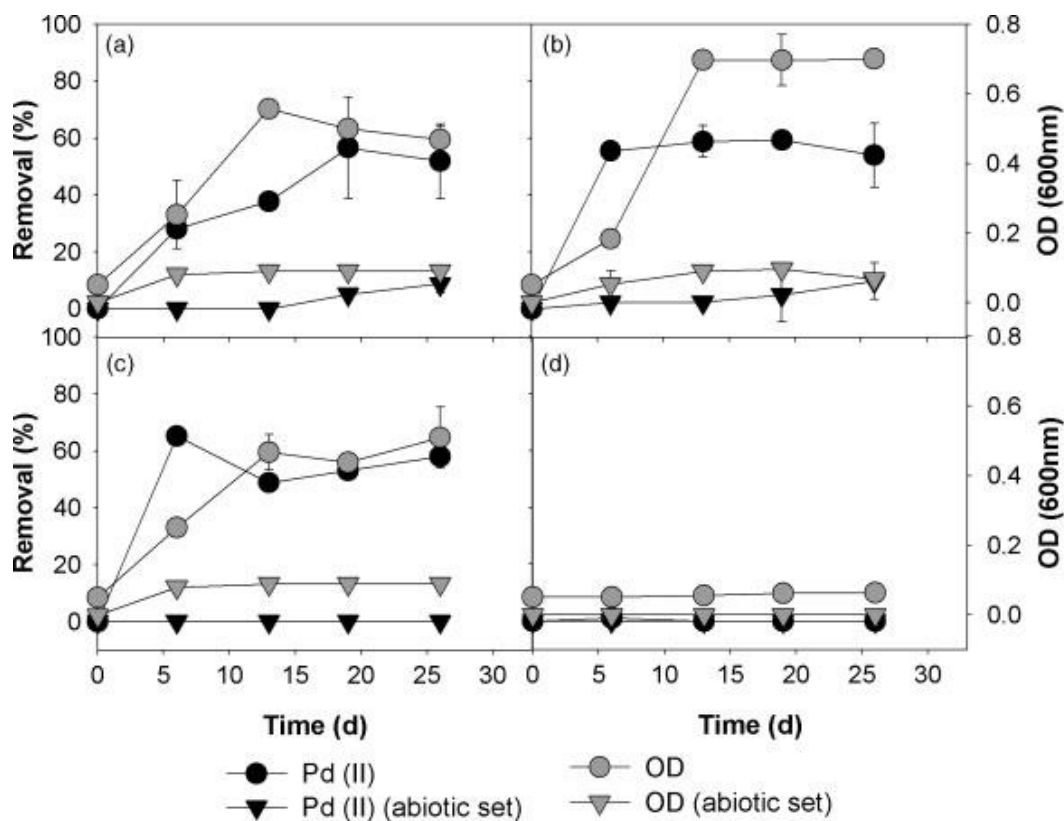 100
80
60
40
20
0
Removal (%)
(a)
(b)
0.8
0.6
0.4
0.2
0.0
0.8
OD (600nm)
100
80
60
40
20
0
Removal (%)
(c)
(d)
0.6
0.4
0.2
0.0
OD (600nm)
0 5 10 15 20 25 30
0 5 10 15 20 25 30
Time (d)
Time (d)
Pd (II)
OD
Pd (II) (abiotic set)
OD (abiotic set)